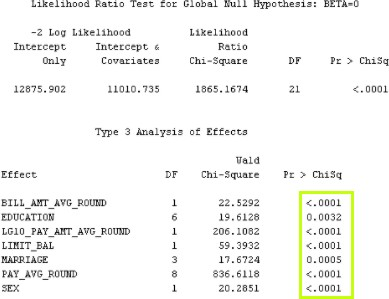 Likelihood Ratio Test for Global Null Hypothesis: BETA=0
-2 Log Likelihood Likelihood
Intercept Intercept & Ratio
Only Covariates Chi-Square DF Pr > ChiSq
12875.902 11010.735 1865.1674 21 <.0001
Type 3 Analysis of Effects
Wald
Effect DF Chi-Square Pr > ChiSq
BILL_AMT_AVG_ROUND 1 22.5292 <.0001
EDUCATION 6 19.6128 0.0032
LG10_PAY_AMT_AVG_ROUND 1 206.1082 <.0001
LIMIT_BAL 1 59.3932 <.0001
MARRIAGE 3 17.6724 0.0005
PAY_AVG_ROUND 8 836.6118 <.0001
SEX 1 20.2851 <.0001